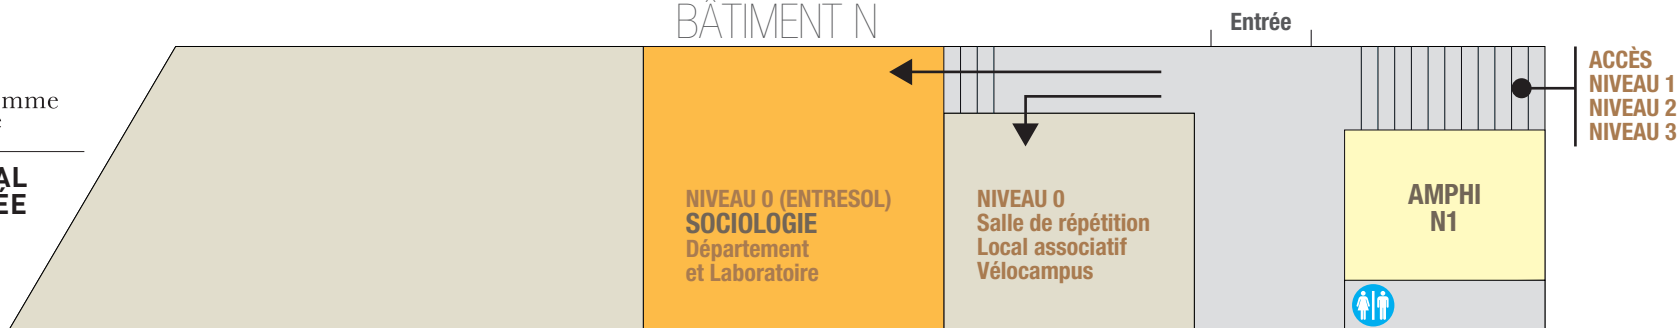 BÂTIMENT N
Entrée
ACCÈS
NIVEAU 1
NIVEAU 2
NIVEAU 3
NIVEAU 0 (ENTRESOL)
SOCIOLOGIE
Département
et Laboratoire
NIVEAU 0
Salle de répétition
Local associatif
Vélocampus
AMPHI
N1